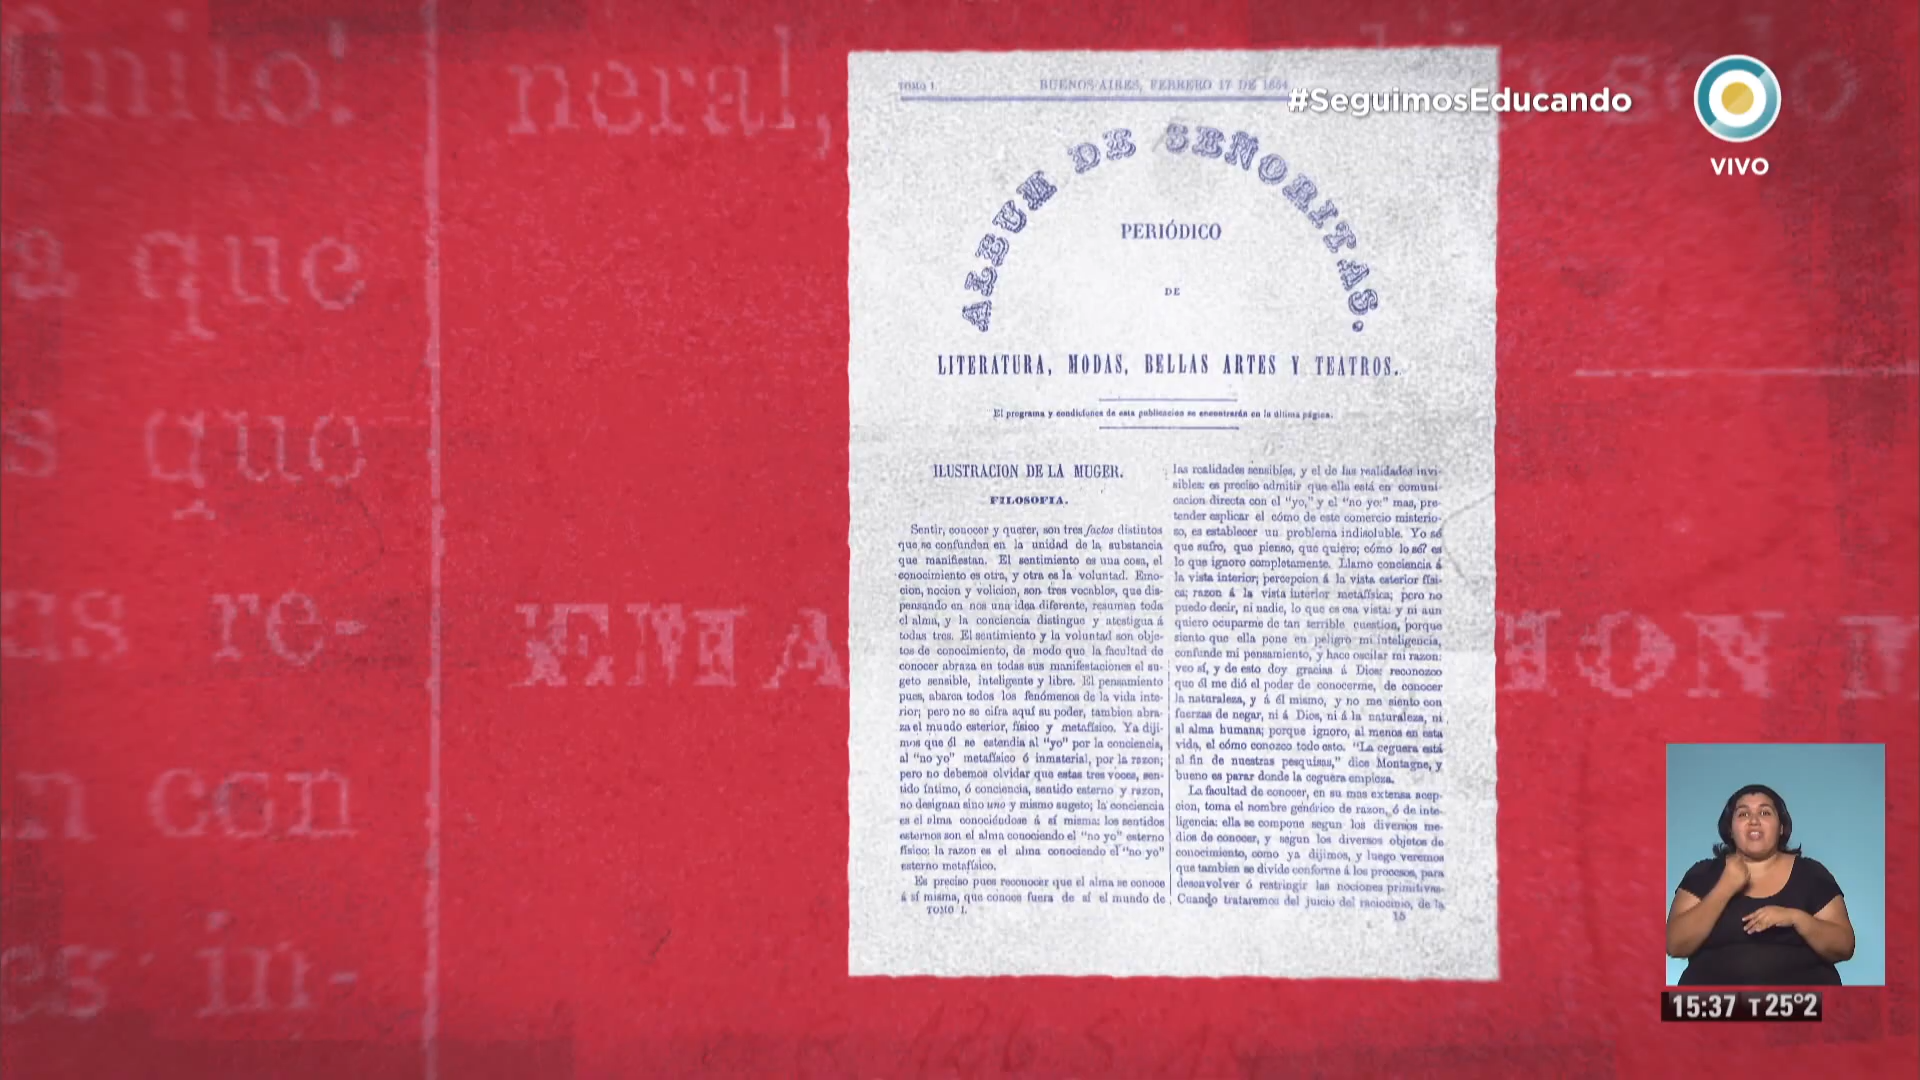 finito!
neral,
solo
a que
s que
as re-
EMA
ION M
n con
es in-
TOMO 1.
BUENOS AIRES, FEBRERO 17 DE 1854
#SeguimosEducando
VIVO
ALBUM DE SEÑORITAS.
PERIÓDICO
DE
LITERATURA, MODAS, BELLAS ARTES Y TEATROS.
El programa y condiciones de esta publicacion se encontrarán en la última página.
ILUSTRACION DE LA MUGER.
FILOSOFIA.
Sentir, conocer y querer, son tres factos distintos
que se confunden en la unidad de la substancia
que manifiestan. El sentimiento es una cosa, el
conocimiento es otra, y otra es la voluntad. Emo-
cion, nocion y volicion, son tres vocablos, que dis-
pensando en nos una idea diferente, resumen toda
el alma, y la conciencia distingue y atestigua á
todas tres. El sentimiento y la voluntad son obje-
tos de conocimiento, de modo que la facultad de
conocer abraza en todas sus manifestaciones el su-
geto sensible, inteligente y libre. El pensamiento
pues, abarca todos los fenómenos de la vida inte-
rior; pero no se cifra aquí su poder, tambien abra-
za el mundo esterior, físico y metafísico. Ya diji-
mos que él se estendia al "yo" por la conciencia,
al "no yo" metafísico ó inmaterial, por la razon;
pero no debemos olvidar que estas tres voces, sen-
tido íntimo, ó conciencia, sentido esterno y razon,
no designan sino uno y mismo sugeto; la conciencia
es el alma conociéndose á sí misma: los sentidos
esternos son el alma conociendo el "no yo" esterno
físico; la razon es el alma conociendo el "no yo"
esterno metafísico.
Es preciso pues reconocer que el alma se conoce
á sí misma, que conoce fuera de sí el mundo de
TOMO I.
las realidades sensibles, y el de las realidades invi-
sibles: es preciso admitir que ella está en comuni-
cacion directa con el "yo," y el "no yo:" mas, pre-
tender esplicar el cómo de este comercio misterio-
so, es establecer un problema indisoluble. Yo sé
que sufro, que pienso, que quiero; cómo lo sé? es
lo que ignoro completamente. Llamo conciencia á
la vista interior; percepcion á la vista esterior físi-
ca; razon á la vista interior metafísica; pero no
puedo decir, ni nadie, lo que es esa vista: y ni aun
quiero ocuparme de tan terrible cuestion, porque
siento que ella pone en peligro mi inteligencia,
confunde mi pensamiento, y hace oscilar mi razon:
veo sí, y de esto doy gracias á Dios; reconozco
que él me dió el poder de conocerme, de conocer
la naturaleza, y á él mismo, y no me siento con
fuerzas de negar, ni á Dios, ni á la naturaleza, ni
al alma humana; porque ignoro, al menos en esta
vida, el cómo conozco todo esto. "La ceguera está
al fin de nuestras pesquisas," dice Montagne, y
bueno es parar donde la ceguera empieza.
La facultad de conocer, en su mas extensa acep-
cion, toma el nombre genérico de razon, ó de inte-
ligencia: ella se compone segun los diversos me-
dios de conocer, y segun los diversos objetos de
conocimiento, como ya dijimos, y luego veremos
que tambien se divide conforme á los procesos, para
desenvolver ó restringir las nociones primitivas.
Cuando trataremos del juicio del raciocinio, de la
15
15:37 T 25°2